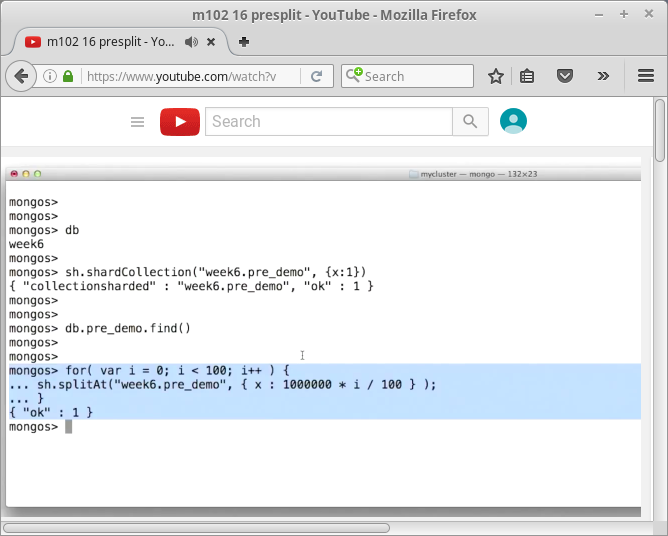 m102 16 presplit - YouTube - Mozilla Firefox
m102 16 presplit - Yo...
https://www.youtube.com/watch?v
Search
Search
mycluster — mongo — 132×23
mongos>
mongos>
mongos> db
week6
mongos>
mongos> sh.shardCollection("week6.pre_demo", {x:1})
{ "collectionsharded" : "week6.pre_demo", "ok" : 1 }
mongos>
mongos>
mongos> db.pre_demo.find()
mongos>
mongos>
mongos> for( var i = 0; i < 100; i++ ) {
... sh.splitAt("week6.pre_demo", { x : 1000000 * i / 100 } );
... }
{ "ok" : 1 }
mongos>